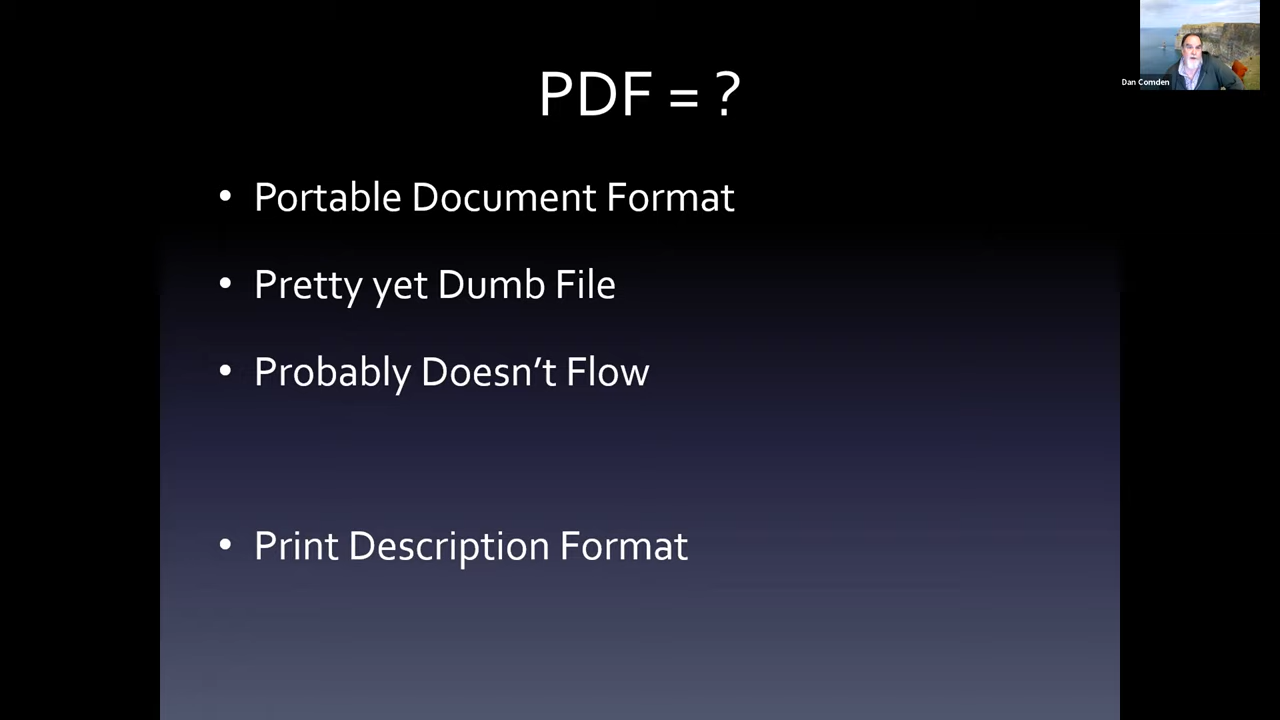 PDF = ?
Dan Comden
• Portable Document Format
• Pretty yet Dumb File
• Probably Doesn’t Flow
• Print Description Format